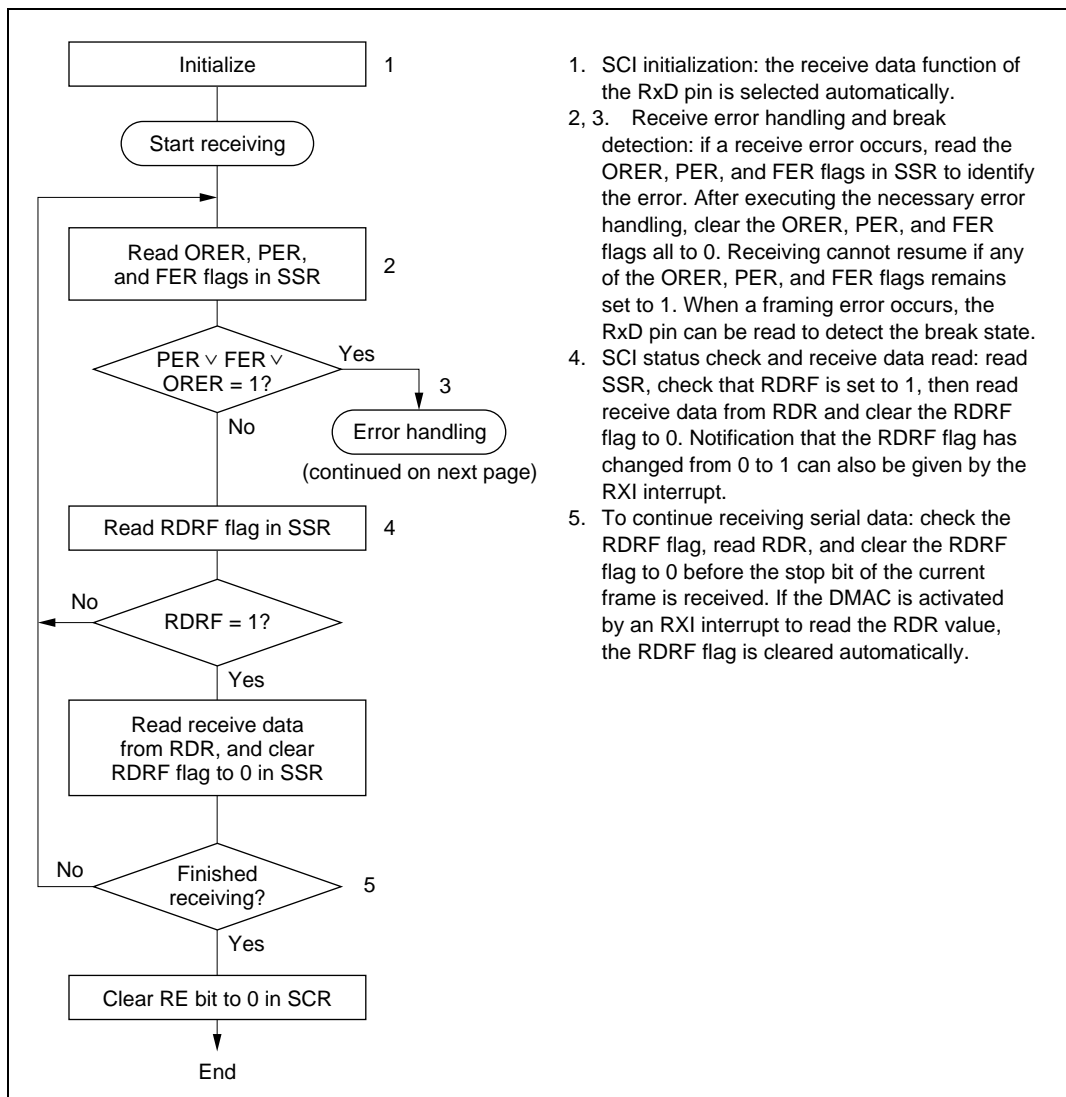 Initialize
1
Start receiving
Read ORER, PER,
and FER flags in SSR
2
PER ∨ FER ∨
ORER = 1?
Yes
3
No
Error handling
(continued on next page)
Read RDRF flag in SSR
4
No
RDRF = 1?
Yes
Read receive data
from RDR, and clear
RDRF flag to 0 in SSR
No
Finished
receiving?
5
Yes
Clear RE bit to 0 in SCR
End
1. SCI initialization: the receive data function of
the RxD pin is selected automatically.
2, 3. Receive error handling and break
detection: if a receive error occurs, read the
ORER, PER, and FER flags in SSR to identify
the error. After executing the necessary error
handling, clear the ORER, PER, and FER
flags all to 0. Receiving cannot resume if any
of the ORER, PER, and FER flags remains
set to 1. When a framing error occurs, the
RxD pin can be read to detect the break state.
4. SCI status check and receive data read: read
SSR, check that RDRF is set to 1, then read
receive data from RDR and clear the RDRF
flag to 0. Notification that the RDRF flag has
changed from 0 to 1 can also be given by the
RXI interrupt.
5. To continue receiving serial data: check the
RDRF flag, read RDR, and clear the RDRF
flag to 0 before the stop bit of the current
frame is received. If the DMAC is activated
by an RXI interrupt to read the RDR value,
the RDRF flag is cleared automatically.